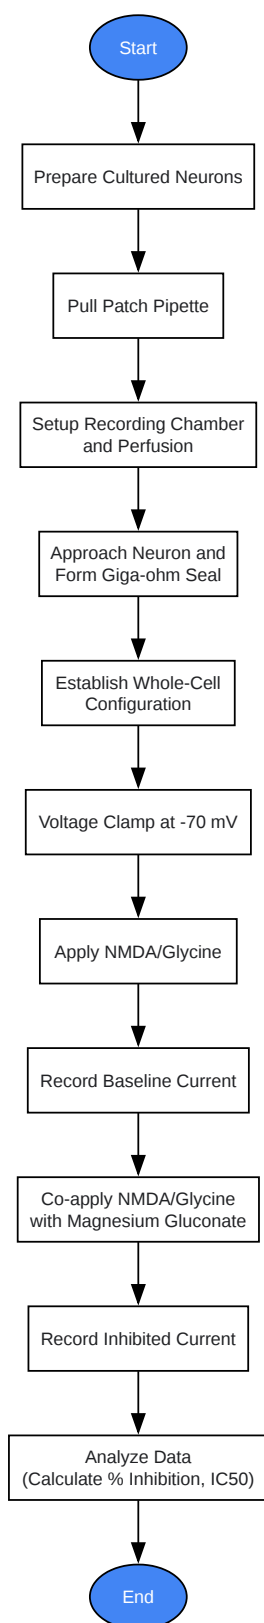 Start
Prepare Cultured Neurons
Pull Patch Pipette
Setup Recording Chamber
and Perfusion
Approach Neuron and
Form Giga-ohm Seal
Establish Whole-Cell
Configuration
Voltage Clamp at -70 mV
Apply NMDA/Glycine
Record Baseline Current
Co-apply NMDA/Glycine
with Magnesium Gluconate
Record Inhibited Current
Analyze Data
(Calculate % Inhibition, IC50)
End